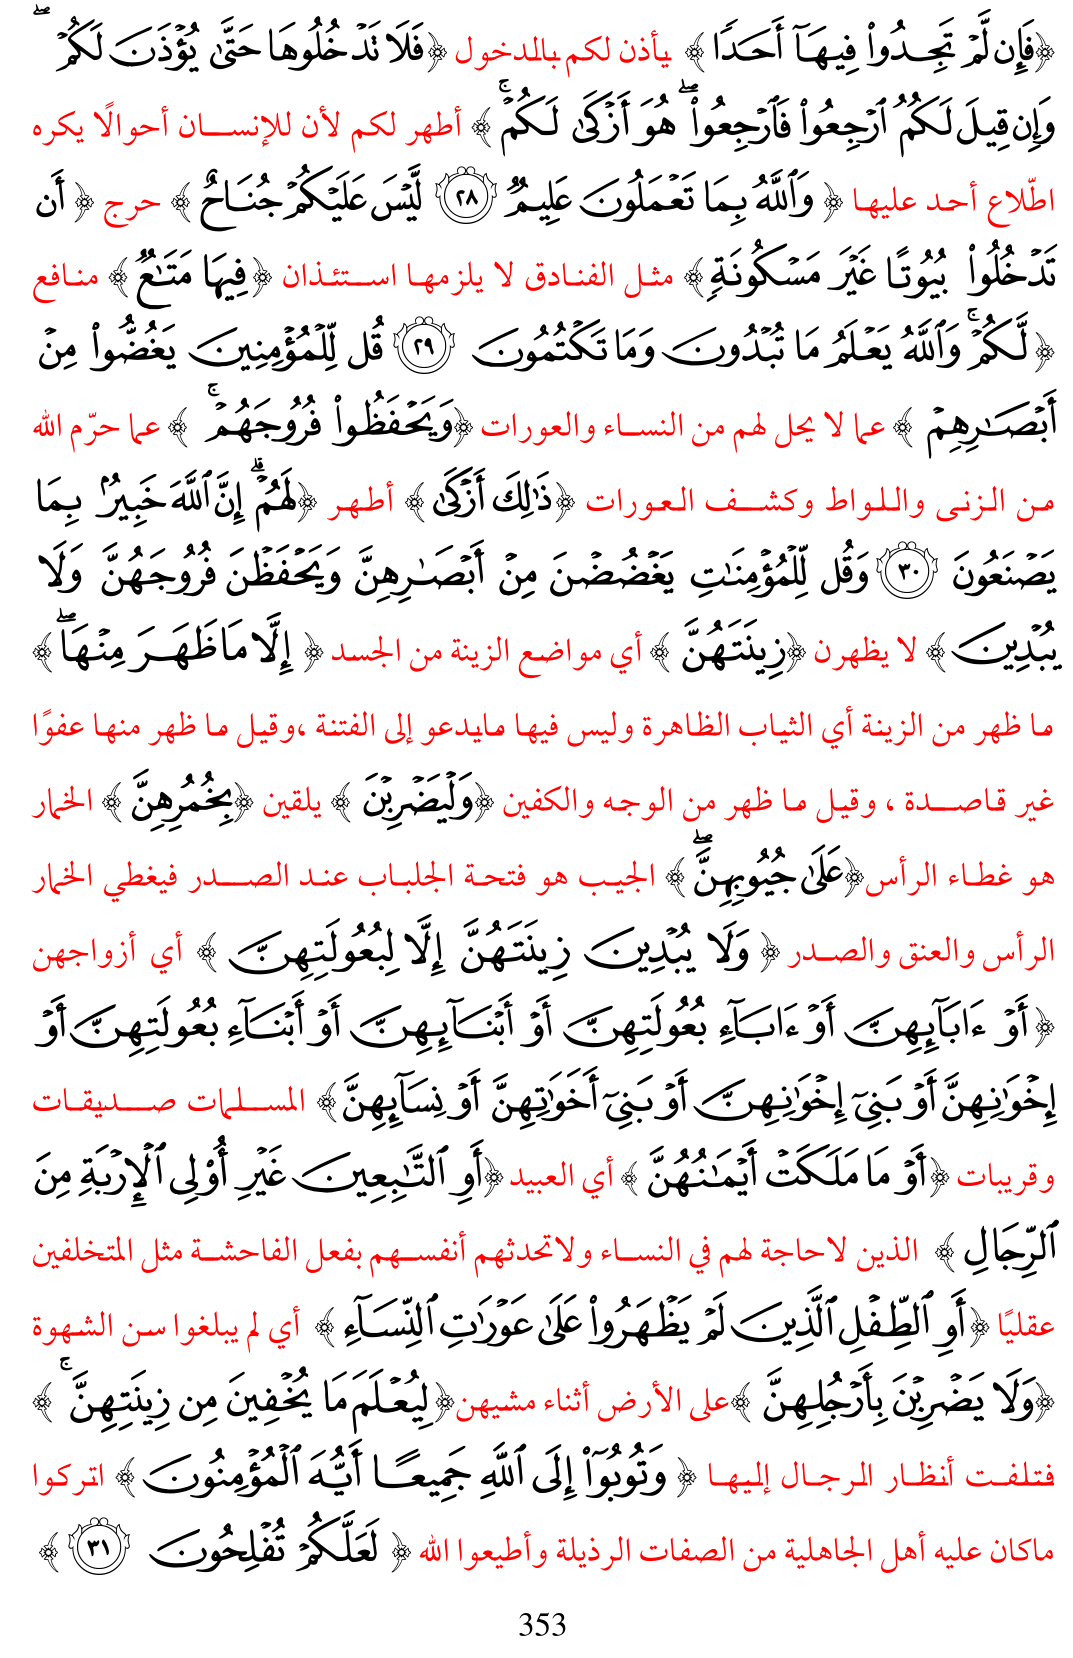 ﴿فَإِن لَّمْ تَجِدُوا۟ فِيهَآ أَحَدًا ﴾ يأذن لكم بالدخول ﴿فَلَا تَدْخُلُوهَا حَتَّىٰ يُؤْذَنَ لَكُمْ ۖ
وَإِن قِيلَ لَكُمُ ٱرْجِعُوا۟ فَٱرْجِعُوا۟ ۖ هُوَ أَزْكَىٰ لَكُمْ ۚ ﴾ أطهر لكم لأن للإنسان أحوالًا يكره
اطّلاع أحد عليها ﴿ وَٱللَّهُ بِمَا تَعْمَلُونَ عَلِيمٌ ٢٨ لَّيْسَ عَلَيْكُمْ جُنَاحٌ ﴾ حرج ﴿ أَن
تَدْخُلُوا۟ بُيُوتًا غَيْرَ مَسْكُونَةٍ ﴾ مثل الفنادق لا يلزمها استئذان ﴿فِيهَا مَتَـٰعٌ ﴾ منافع
﴿ لَّكُمْ ۚ وَٱللَّهُ يَعْلَمُ مَا تُبْدُونَ وَمَا تَكْتُمُونَ ٢٩ قُل لِّلْمُؤْمِنِينَ يَغُضُّوا۟ مِنْ
أَبْصَـٰرِهِمْ ﴾ عما لا يحل لهم من النساء والعورات ﴿وَيَحْفَظُوا۟ فُرُوجَهُمْ ۚ ﴾ عما حرّم الله
من الزنى واللواط وكشف العورات ﴿ذَٰلِكَ أَزْكَىٰ ﴾ أطهر ﴿لَهُمْ ۗ إِنَّ ٱللَّهَ خَبِيرٌۢ بِمَا
يَصْنَعُونَ ٣٠ وَقُل لِّلْمُؤْمِنَـٰتِ يَغْضُضْنَ مِنْ أَبْصَـٰرِهِنَّ وَيَحْفَظْنَ فُرُوجَهُنَّ وَلَا
يُبْدِينَ ﴾ لا يظهرن ﴿زِينَتَهُنَّ ﴾ أي مواضع الزينة من الجسد ﴿ إِلَّا مَا ظَهَرَ مِنْهَا ۖ ﴾
ما ظهر من الزينة أي الثياب الظاهرة وليس فيها مايدعو إلى الفتنة ،وقيل ما ظهر منها عفوًا
غير قاصدة ، وقيل ما ظهر من الوجه والكفين ﴿وَلْيَضْرِبْنَ ﴾ يلقين ﴿بِخُمُرِهِنَّ ﴾ الخمار
هو غطاء الرأس ﴿عَلَىٰ جُيُوبِهِنَّ ۖ ﴾ الجيب هو فتحة الجلباب عند الصدر فيغطي الخمار
الرأس والعنق والصدر ﴿ وَلَا يُبْدِينَ زِينَتَهُنَّ إِلَّا لِبُعُولَتِهِنَّ ﴾ أي أزواجهن
﴿ أَوْ ءَابَآئِهِنَّ أَوْ ءَابَآءِ بُعُولَتِهِنَّ أَوْ أَبْنَآئِهِنَّ أَوْ أَبْنَآءِ بُعُولَتِهِنَّ أَوْ
إِخْوَٰنِهِنَّ أَوْ بَنِىٓ إِخْوَٰنِهِنَّ أَوْ بَنِىٓ أَخَوَٰتِهِنَّ أَوْ نِسَآئِهِنَّ ﴾ المسلمات صديقات
وقريبات ﴿أَوْ مَا مَلَكَتْ أَيْمَـٰنُهُنَّ ﴾ أي العبيد ﴿أَوِ ٱلتَّـٰبِعِينَ غَيْرِ أُو۟لِى ٱلْإِرْبَةِ مِنَ
ٱلرِّجَالِ ﴾ الذين لاحاجة لهم في النساء ولاتحدثهم أنفسهم بفعل الفاحشة مثل المتخلفين
عقليًا ﴿أَوِ ٱلطِّفْلِ ٱلَّذِينَ لَمْ يَظْهَرُوا۟ عَلَىٰ عَوْرَٰتِ ٱلنِّسَآءِ ﴾ أي لم يبلغوا سن الشهوة
﴿وَلَا يَضْرِبْنَ بِأَرْجُلِهِنَّ ﴾على الأرض أثناء مشيهن﴿لِيُعْلَمَ مَا يُخْفِينَ مِن زِينَتِهِنَّ ۚ ﴾
فتلفت أنظار الرجال إليها ﴿ وَتُوبُوٓا۟ إِلَى ٱللَّهِ جَمِيعًا أَيُّهَ ٱلْمُؤْمِنُونَ ﴾ اتركوا
ماكان عليه أهل الجاهلية من الصفات الرذيلة وأطيعوا الله ﴿ لَعَلَّكُمْ تُفْلِحُونَ ٣١ ﴾
353